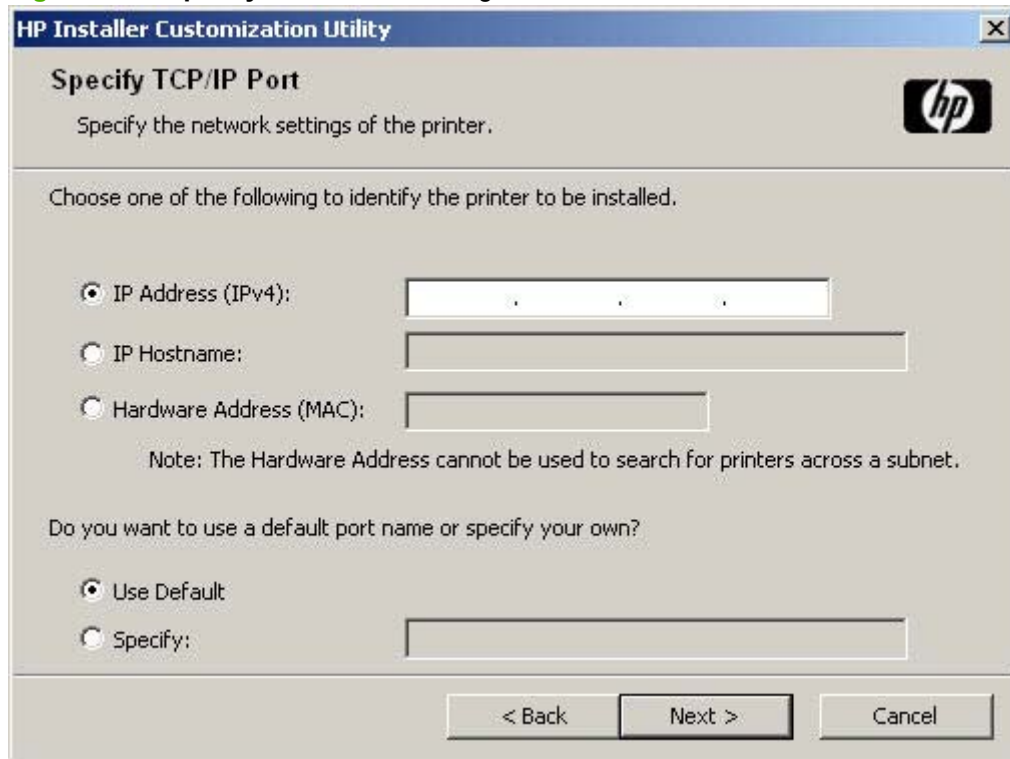 HP Installer Customization Utility
Specify TCP/IP Port
Specify the network settings of the printer.
hp
Choose one of the following to identify the printer to be installed.
IP Address (IPv4): . . .
IP Hostname:
Hardware Address (MAC):
Note: The Hardware Address cannot be used to search for printers across a subnet.
Do you want to use a default port name or specify your own?
Use Default
Specify:
< Back Next > Cancel